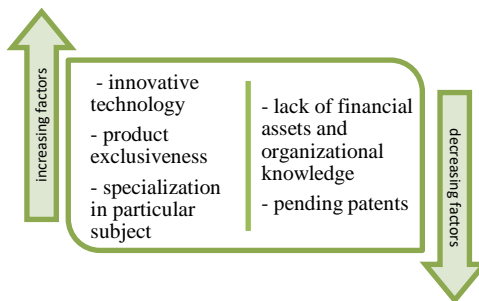 increasing factors
- innovative
technology
- product
exclusiveness
- specialization
in particular
subject
- lack of financial
assets and
organizational
knowledge
- pending patents
decreasing factors